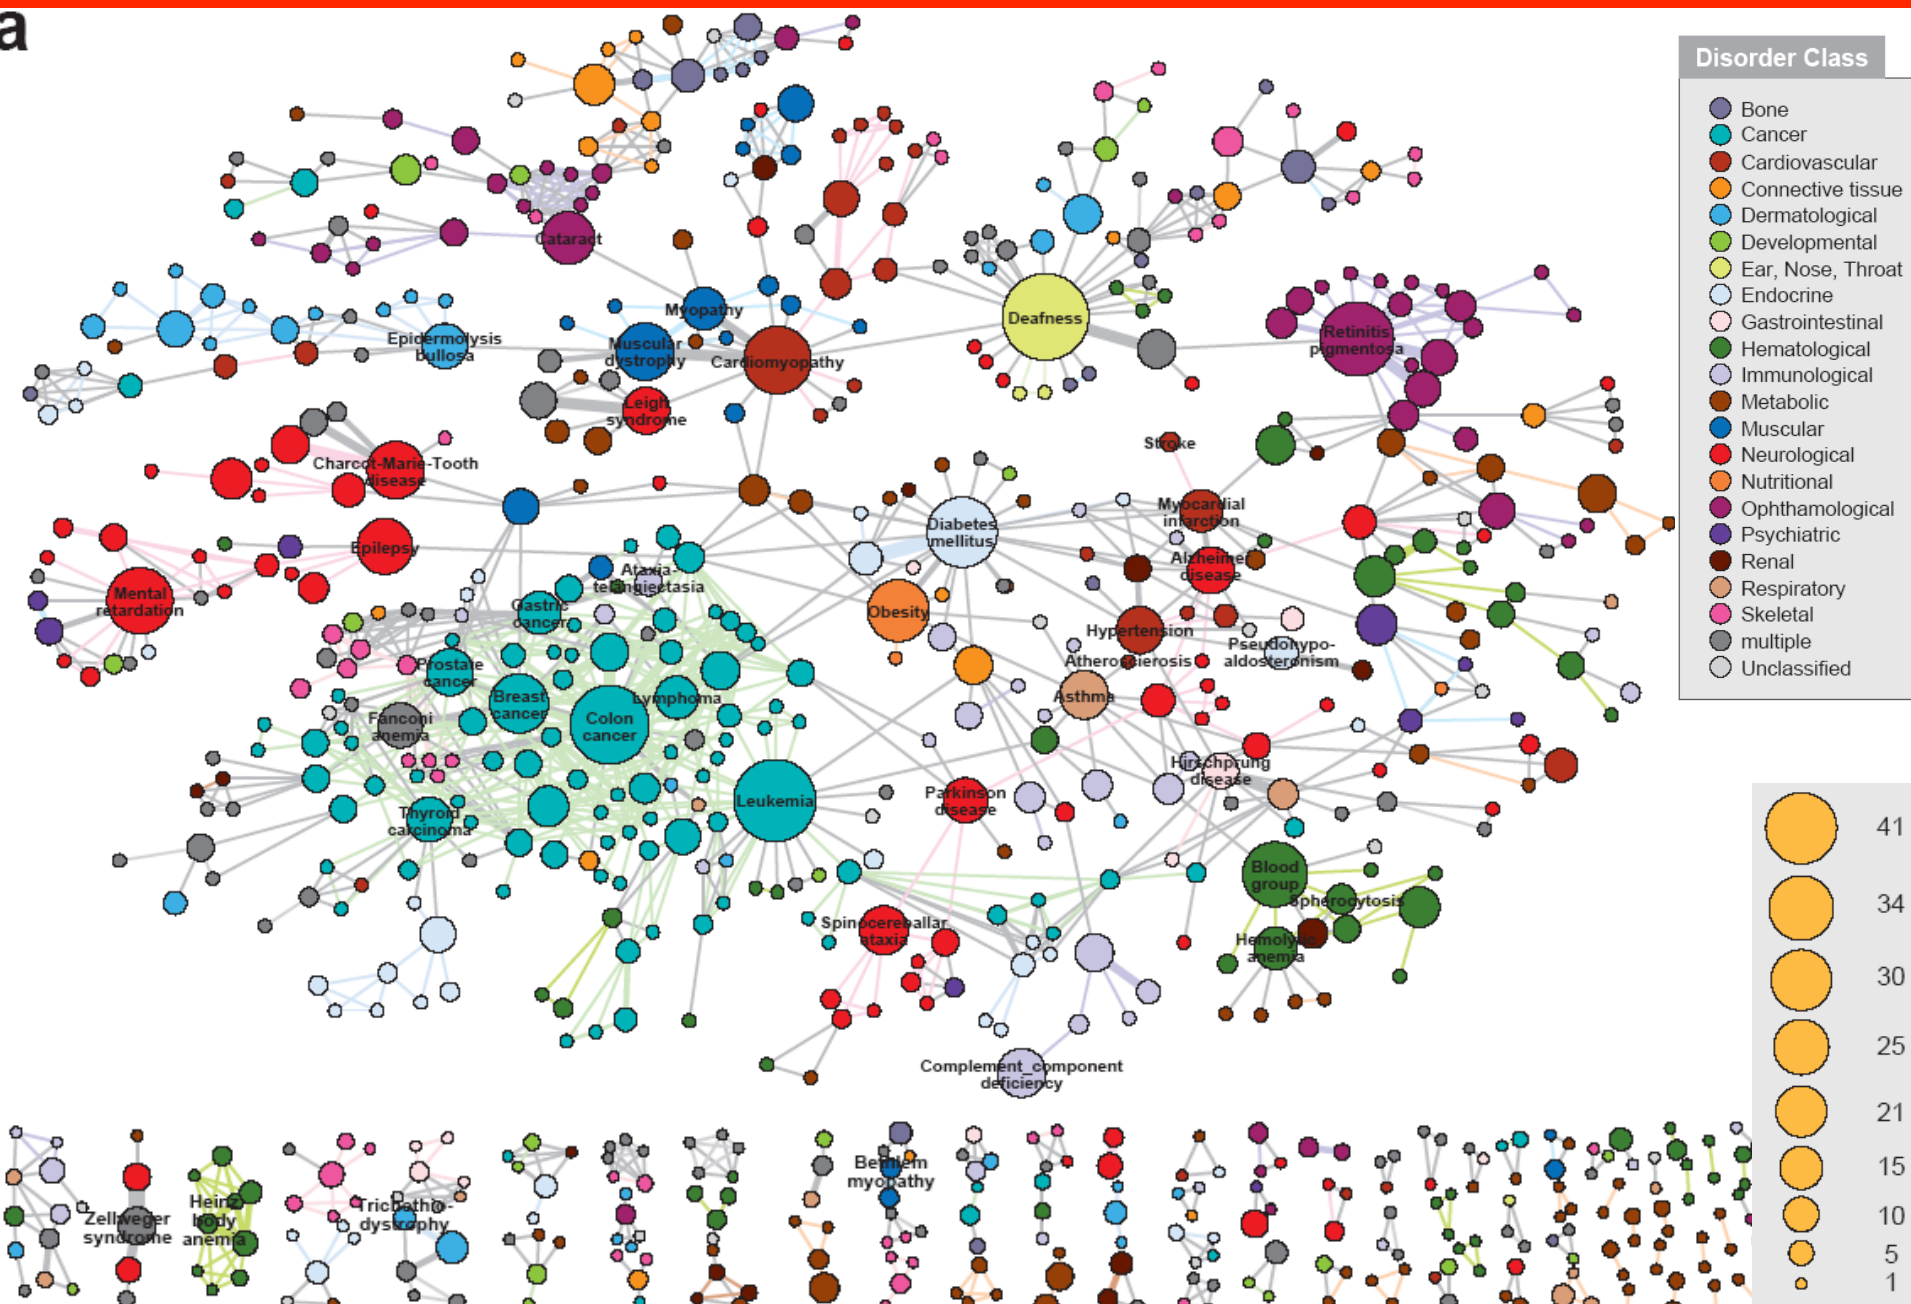 a
Disorder Class
Bone
Cancer
Cardiovascular
Connective tissue
Dermatological
Developmental
Ear, Nose, Throat
Endocrine
Gastrointestinal
Hematological
Immunological
Metabolic
Muscular
Neurological
Nutritional
Ophthamological
Psychiatric
Renal
Respiratory
Skeletal
multiple
Unclassified
41
34
30
25
21
15
10
5
1
Cataract
Myopathy
Epidermolysis
bullosa
Muscular
dystrophy
Cardiomyopathy
Leigh
syndrome
Deafness
Retinitis
pigmentosa
Charcot-Marie-Tooth
disease
Stroke
Myocardial
infarction
Diabetes
mellitus
Epilepsy
Alzheimer
disease
Ataxia-
telangiectasia
Mental
retardation
Gastric
cancer
Obesity
Hypertension
Pseudohypo-
aldosteronism
Atherosclerosis
Prostate
cancer
Breast
cancer
Lymphoma
Asthma
Colon
cancer
Fanconi
anemia
Hirschprung
disease
Parkinson
disease
Leukemia
Thyroid
carcinoma
Blood
group
Spherocytosis
Spinocereballar
ataxia
Hemolytic
anemia
Complement_component
deficiency
Bethlem
myopathy
Zellweger
syndrome
Heinz
body
anemia
Trichothio-
dystrophy